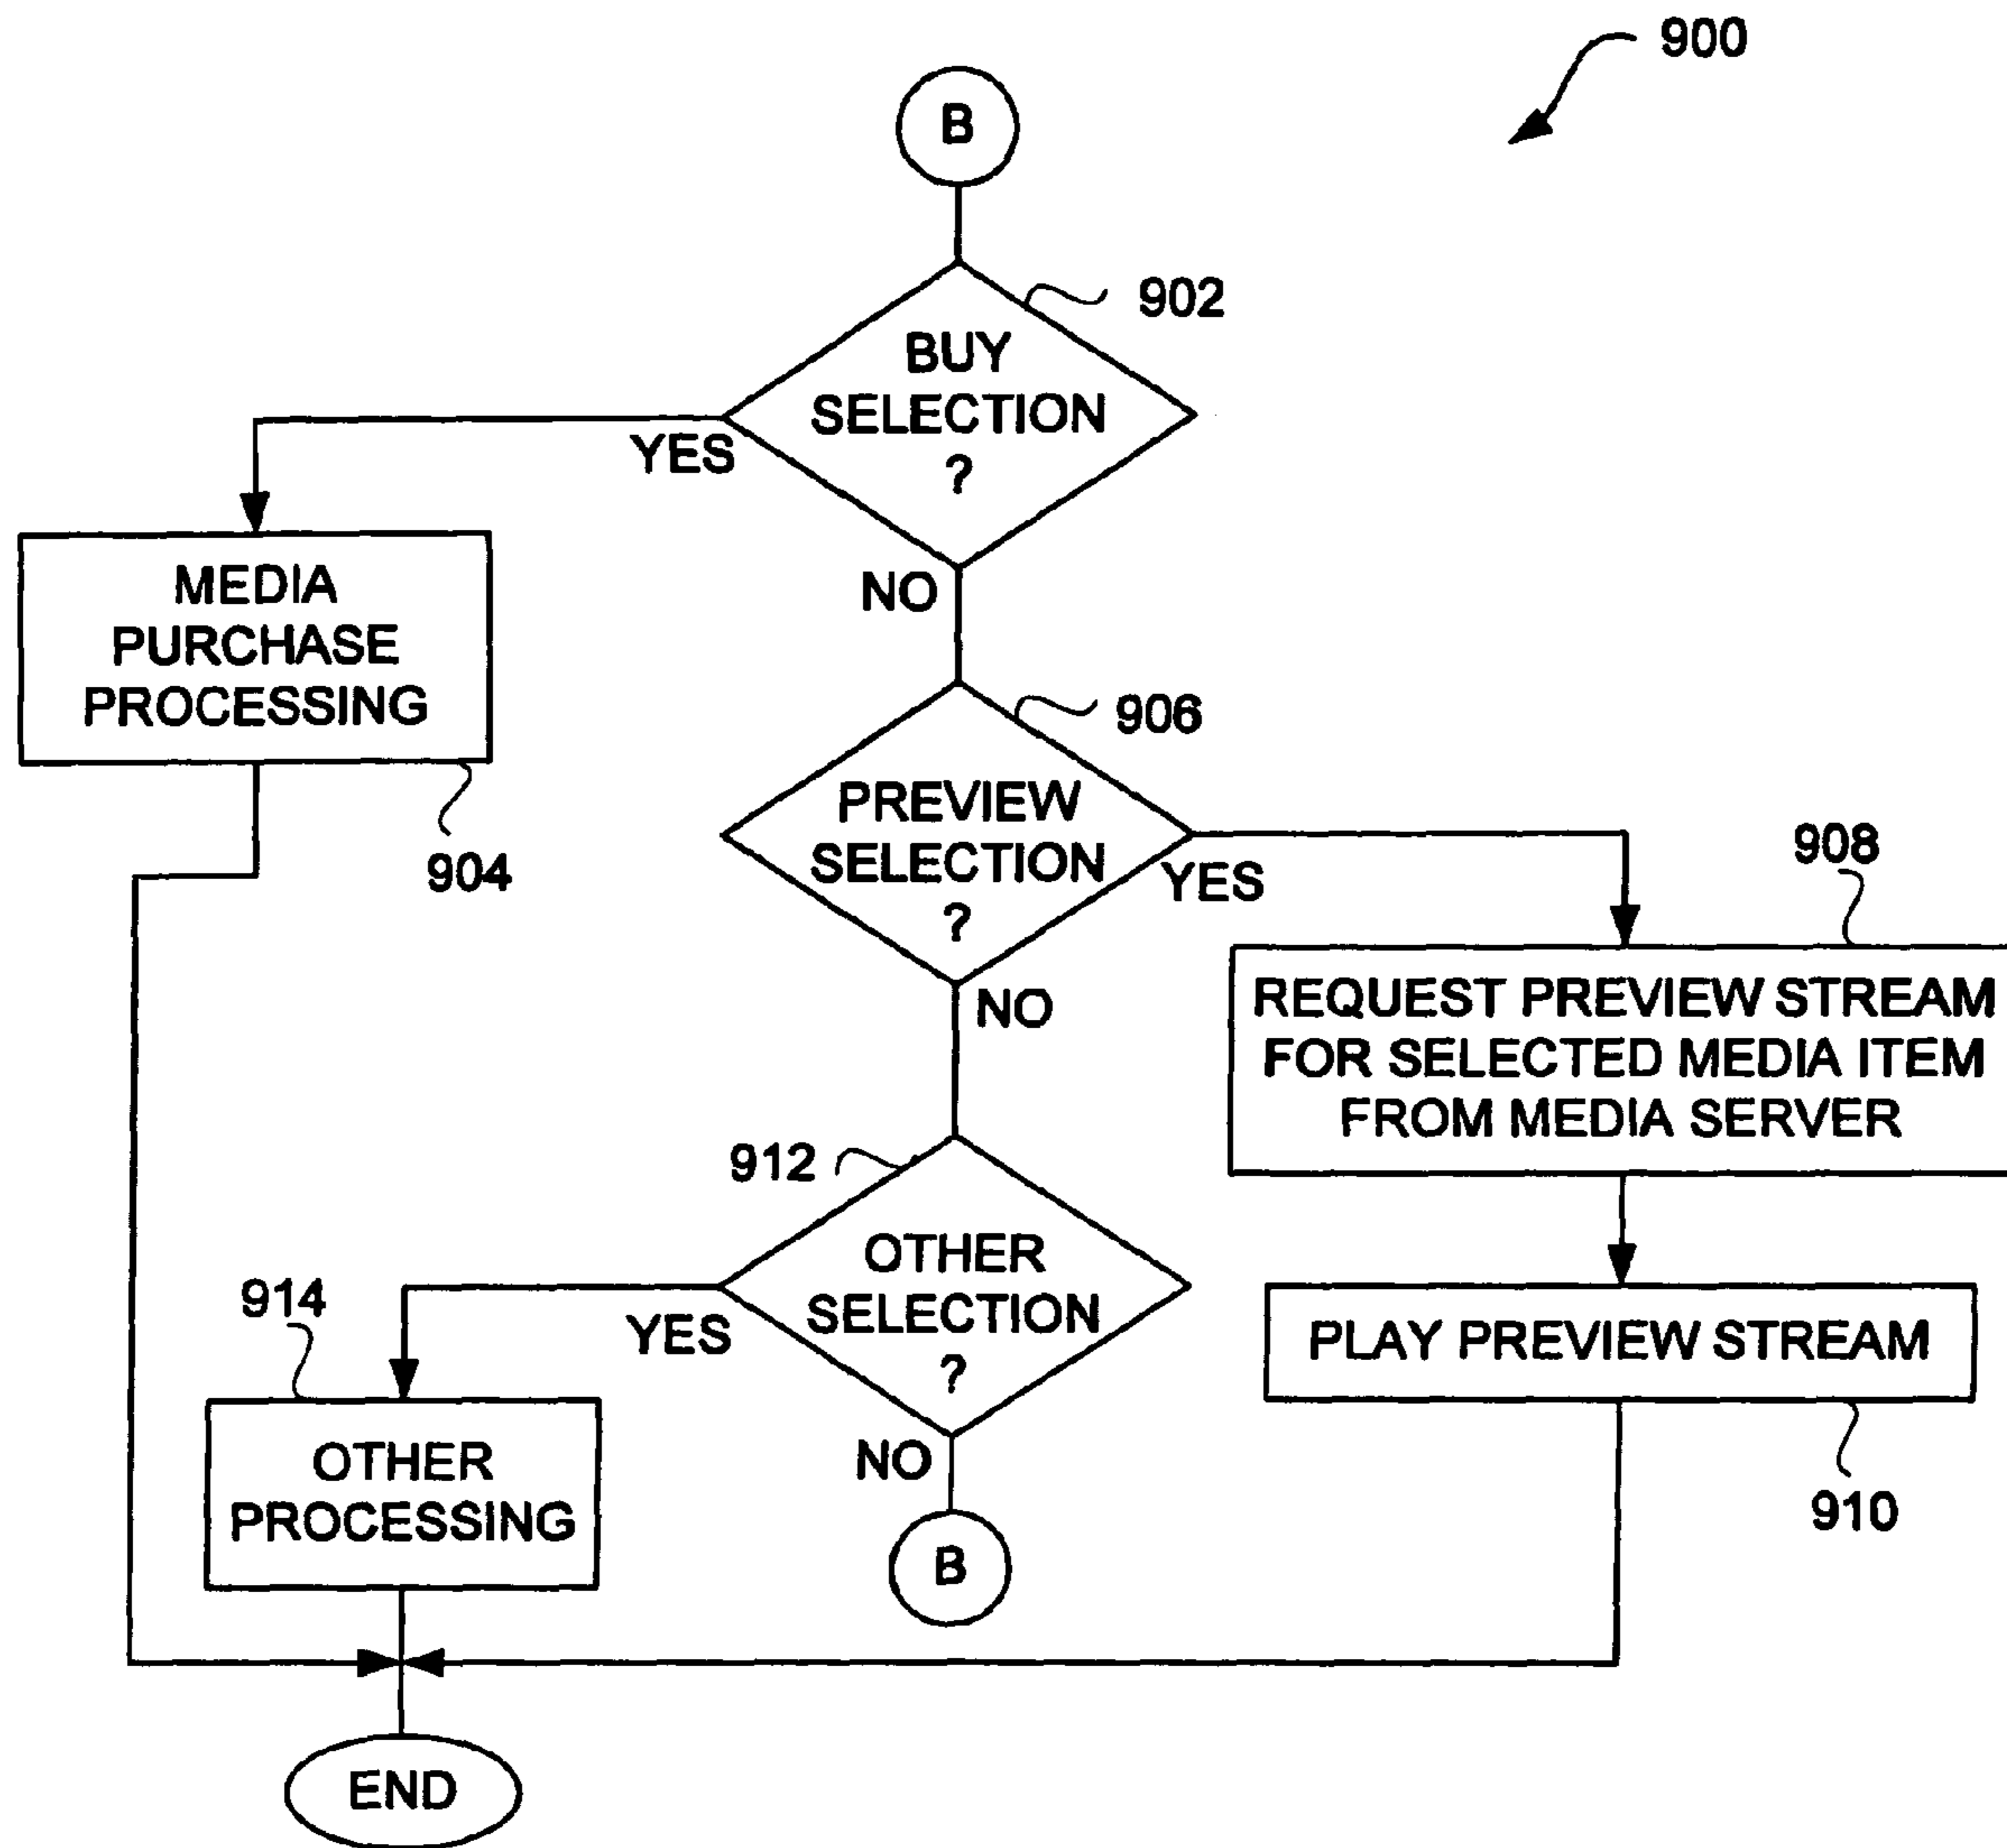 900
B
902
BUY
SELECTION
?
YES
NO
MEDIA
PURCHASE
PROCESSING
904
906
PREVIEW
SELECTION
?
YES
NO
908
REQUEST PREVIEW STREAM
FOR SELECTED MEDIA ITEM
FROM MEDIA SERVER
912
OTHER
SELECTION
?
YES
NO
914
OTHER
PROCESSING
PLAY PREVIEW STREAM
910
B
END